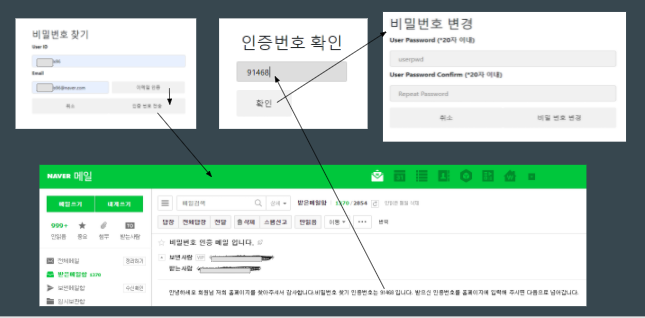 비밀번호 찾기
User ID
Email
@naver.com
이메일 인증
취소
인증 번호 전송
인증번호 확인
91468
확인
비밀번호 변경
User Password (*20자 이내)
userpwd
User Password Confirm (*20자 이내)
Repeat Password
취소
비밀 번호 변경
NAVER 메일
메일쓰기
내게쓰기
메일검색
상세
받은메일함
답장 전체답장 전달 삭제 스팸신고 안읽음 이동 ••• 번역
999+
안읽음 중요 첨부 받는사람
비밀번호 인증 메일 입니다.
보낸사람
받는사람
전체메일
받은메일함
보낸메일함
임시보관함
안녕하세요 회원님 저희 홈페이지를 찾아주셔서 감사합니다.비밀번호 찾기 인증번호는 91468 입니다. 받으신 인증번호를 홈페이지에 입력해 주시면 다음으로 넘어갑니다.